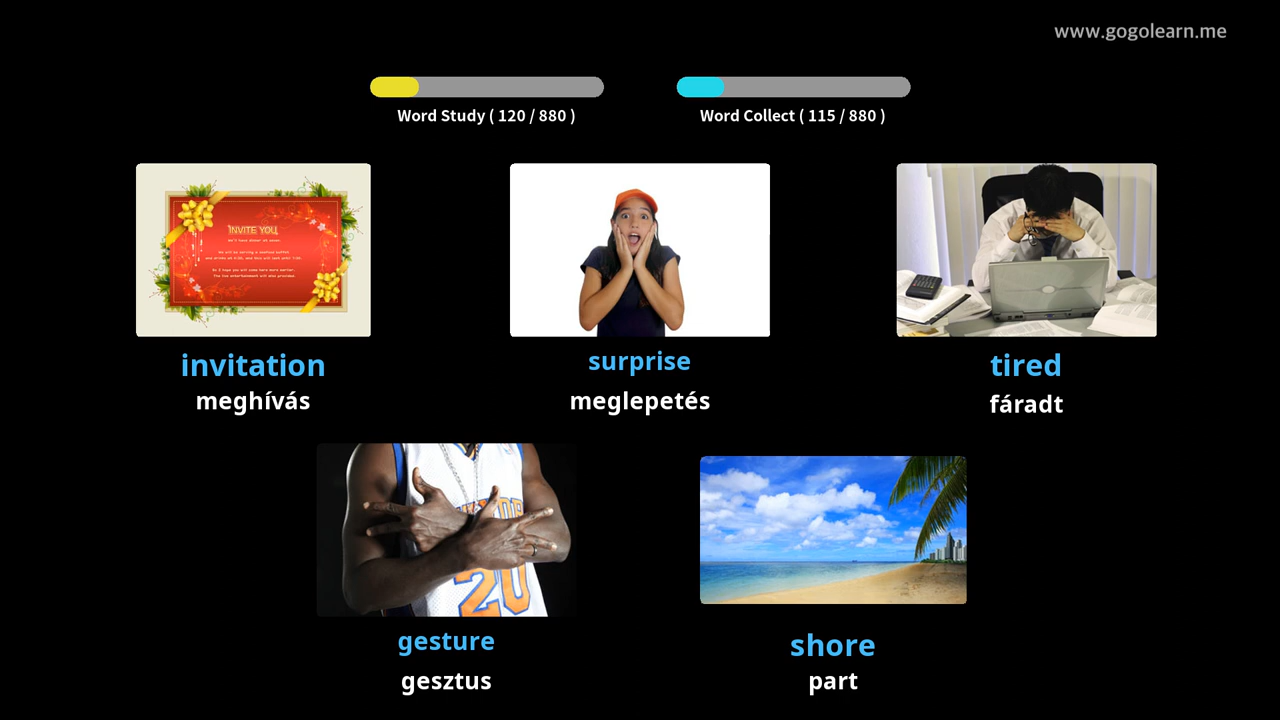 www.gogolearn.me
Word Study ( 120 / 880 )
Word Collect ( 115 / 880 )
INVITE YOU
invitation
meghívás
surprise
meglepetés
tired
fáradt
20
gesture
gesztus
shore
part